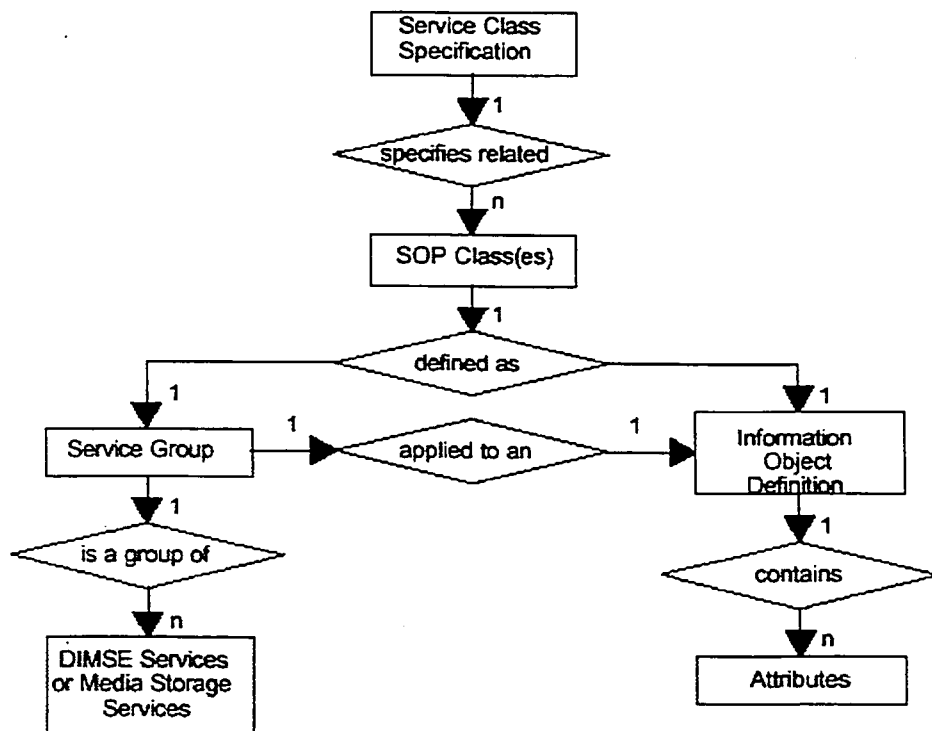 Service Class
Specification
1
specifies related
n
SOP Class(es)
1
defined as
1
1
Service Group
1
applied to an
1
Information
Object
Definition
1
1
is a group of
contains
n
n
DIMSE Services
or Media Storage
Services
Attributes